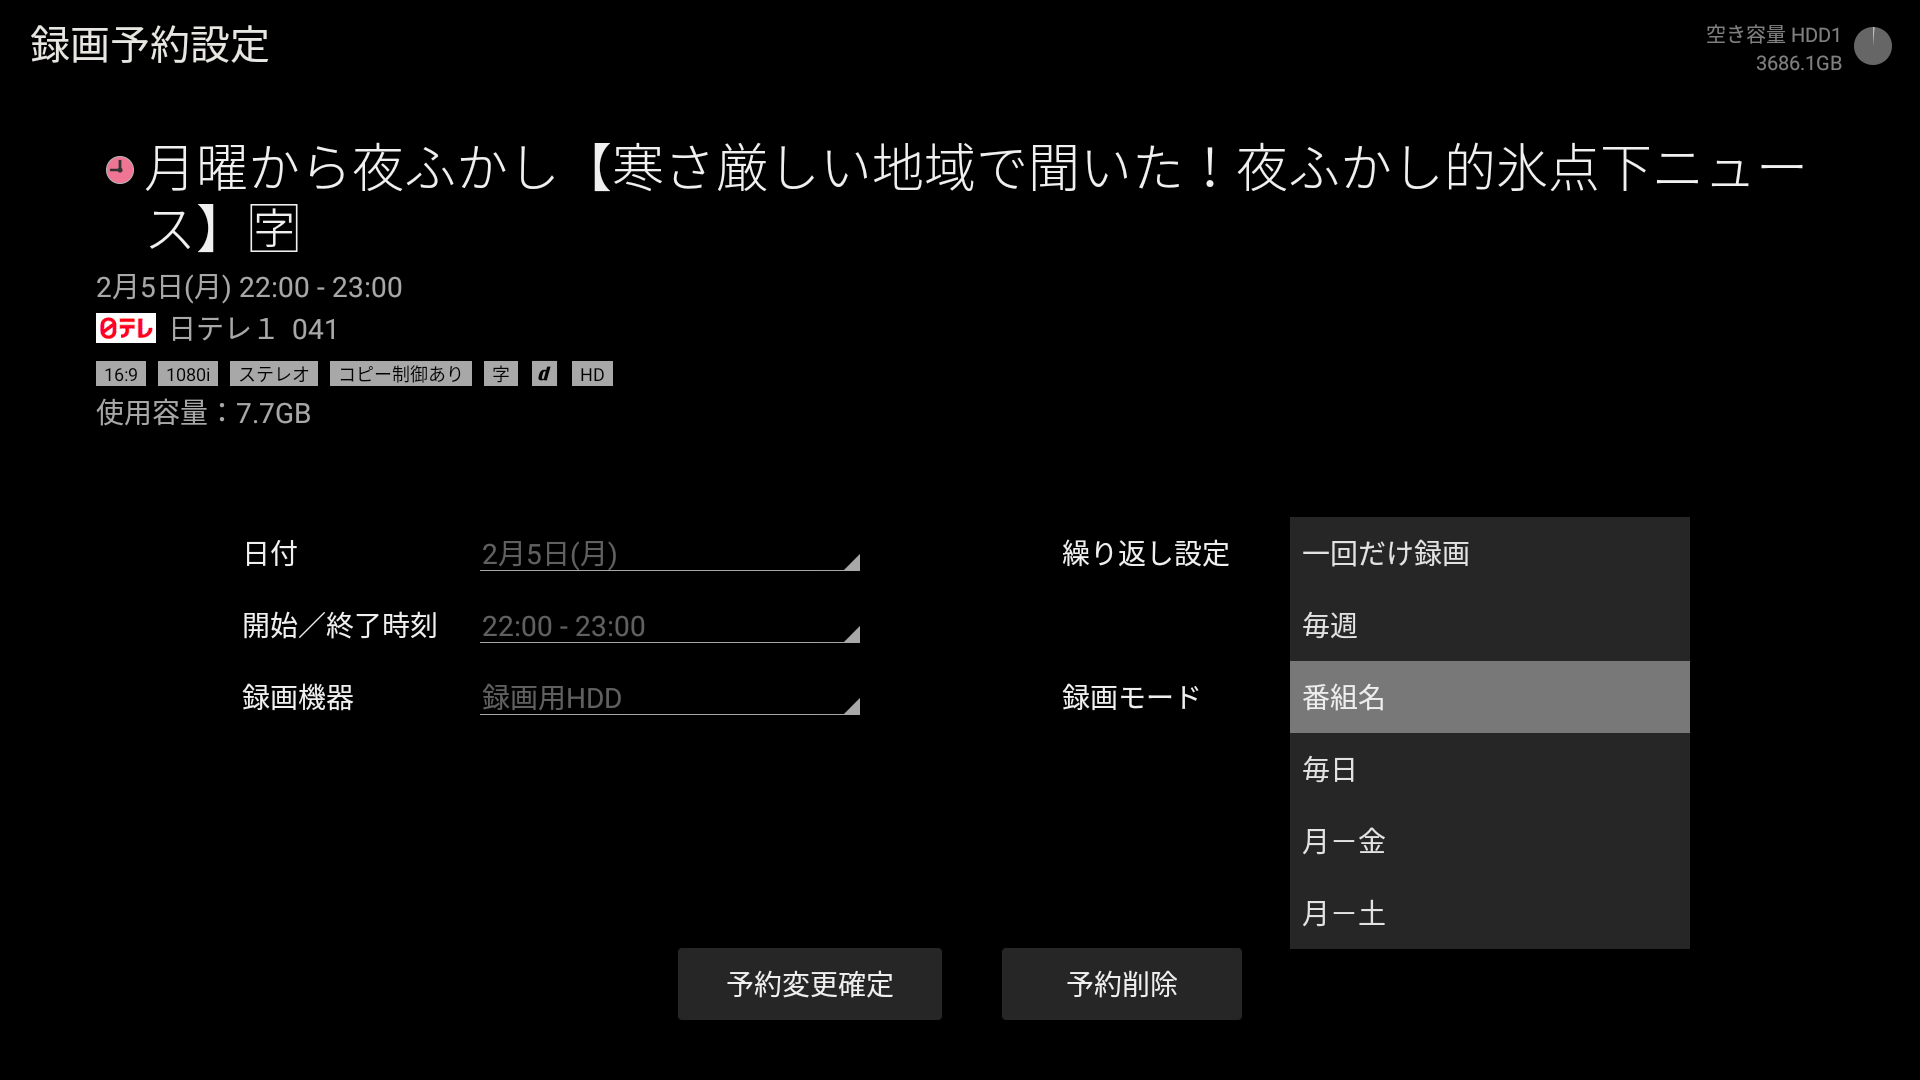 録画予約設定
空き容量 HDD1
3686.1GB
月曜から夜ふかし【寒さ厳しい地域で聞いた！夜ふかし的氷点下ニュー
ス】🈑
2月5日(月) 22:00 - 23:00
日テレ 日テレ１ 041
16:9 1080i ステレオ コピー制御あり 字 d HD
使用容量：7.7GB
日付 2月5日(月)
開始／終了時刻 22:00 - 23:00
録画機器 録画用HDD
繰り返し設定
録画モード
一回だけ録画
毎週
番組名
毎日
月－金
月－土
予約変更確定 予約削除